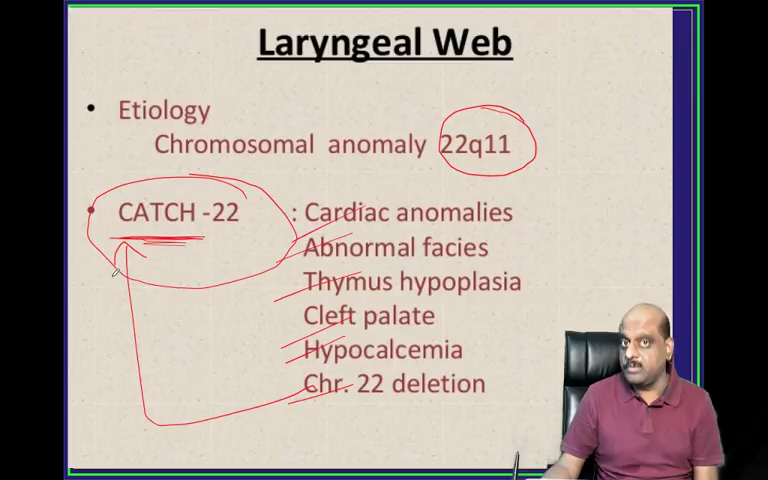 Laryngeal Web
• Etiology
Chromosomal anomaly 22q11
• CATCH -22 : Cardiac anomalies
Abnormal facies
Thymus hypoplasia
Cleft palate
Hypocalcemia
Chr. 22 deletion